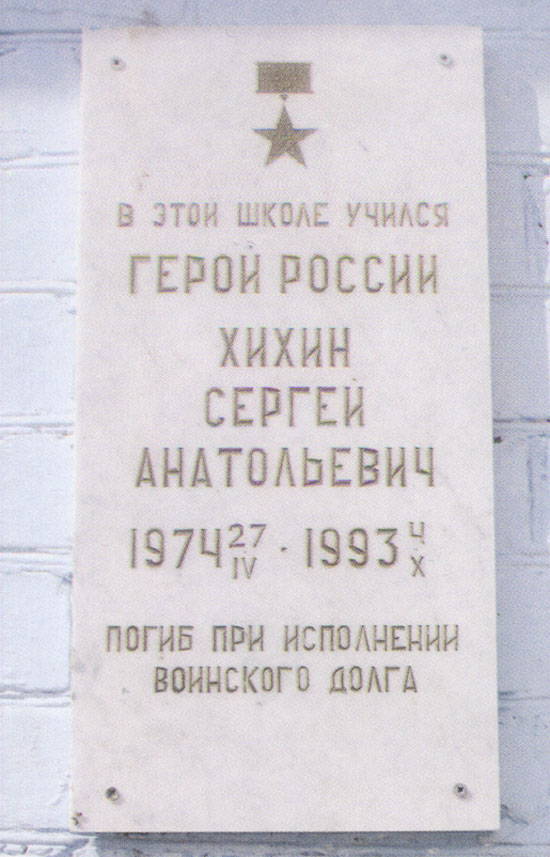 В ЭТОЙ ШКОЛЕ УЧИЛСЯ
ГЕРОЙ РОССИИ
ХИХИН
СЕРГЕЙ
АНАТОЛЬЕВИЧ
1974 27/IV · 1993 4/X
ПОГИБ ПРИ ИСПОЛНЕНИИ
ВОИНСКОГО ДОЛГА